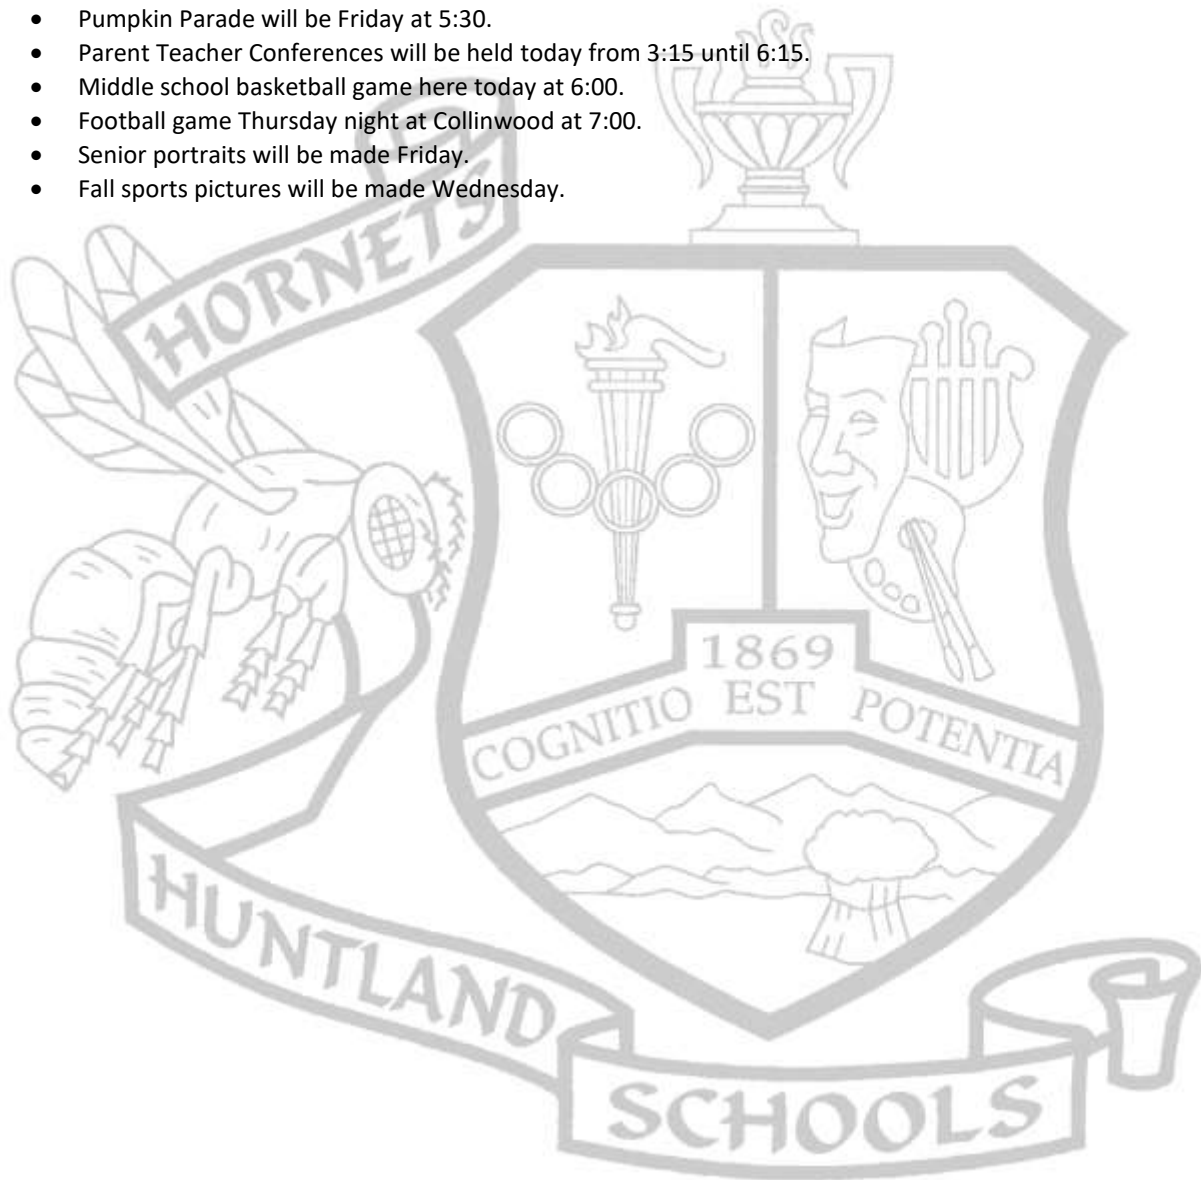 • Pumpkin Parade will be Friday at 5:30.
• Parent Teacher Conferences will be held today from 3:15 until 6:15.
• Middle school basketball game here today at 6:00.
• Football game Thursday night at Collinwood at 7:00.
• Senior portraits will be made Friday.
• Fall sports pictures will be made Wednesday.
HORNETS
1869
COGNITIO EST POTENTIA
HUNTLAND
SCHOOLS